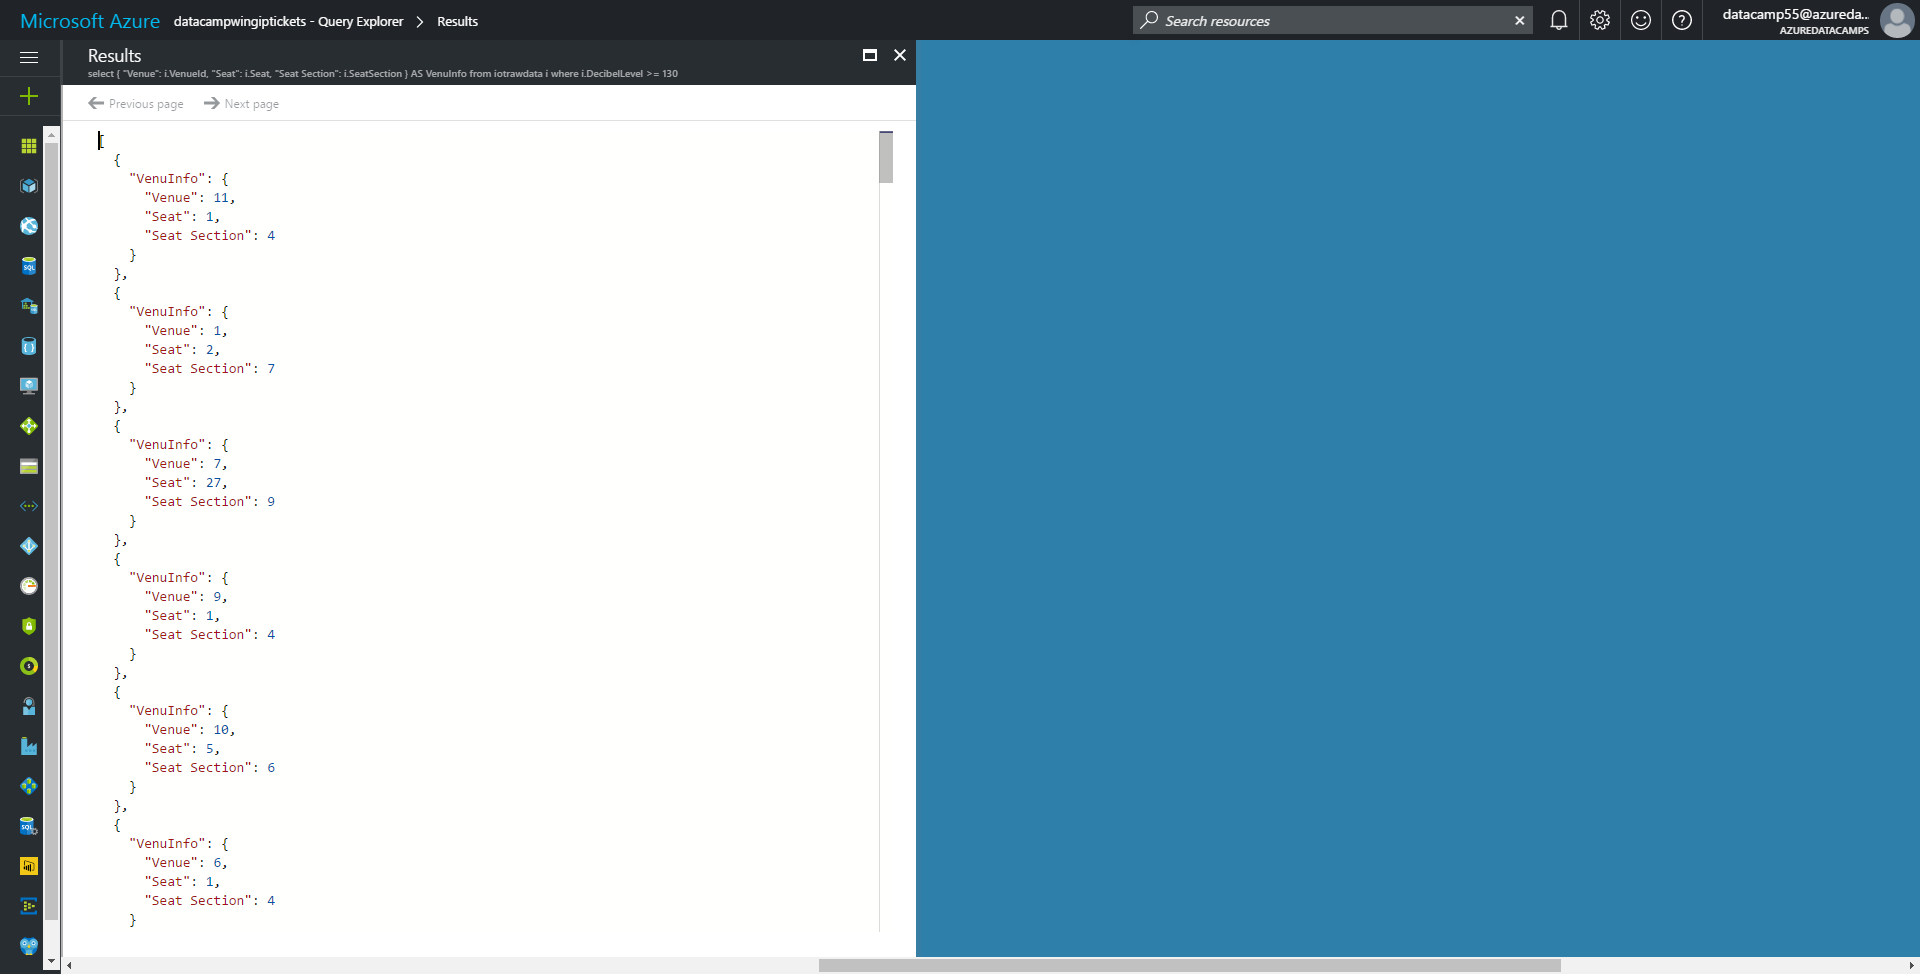 Microsoft Azure datacampwingiptickets - Query Explorer > Results
Search resources
datacamp55@azureda...
AZUREDATACAMPS
Results
select { "Venue": i.VenueId, "Seat": i.Seat, "Seat Section": i.SeatSection } AS VenuInfo from iotrawdata i where i.DecibelLevel >= 130
Previous page Next page
[
{
"VenuInfo": {
"Venue": 11,
"Seat": 1,
"Seat Section": 4
}
},
{
"VenuInfo": {
"Venue": 1,
"Seat": 2,
"Seat Section": 7
}
},
{
"VenuInfo": {
"Venue": 7,
"Seat": 27,
"Seat Section": 9
}
},
{
"VenuInfo": {
"Venue": 9,
"Seat": 1,
"Seat Section": 4
}
},
{
"VenuInfo": {
"Venue": 10,
"Seat": 5,
"Seat Section": 6
}
},
{
"VenuInfo": {
"Venue": 6,
"Seat": 1,
"Seat Section": 4
}